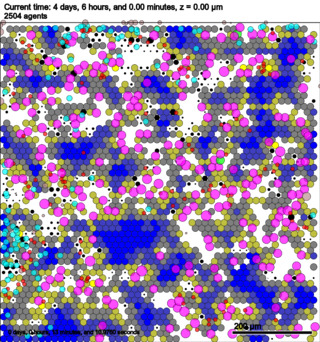 Current time: 4 days, 6 hours, and 0.00 minutes, z = 0.00 μm
2504 agents
200 μm